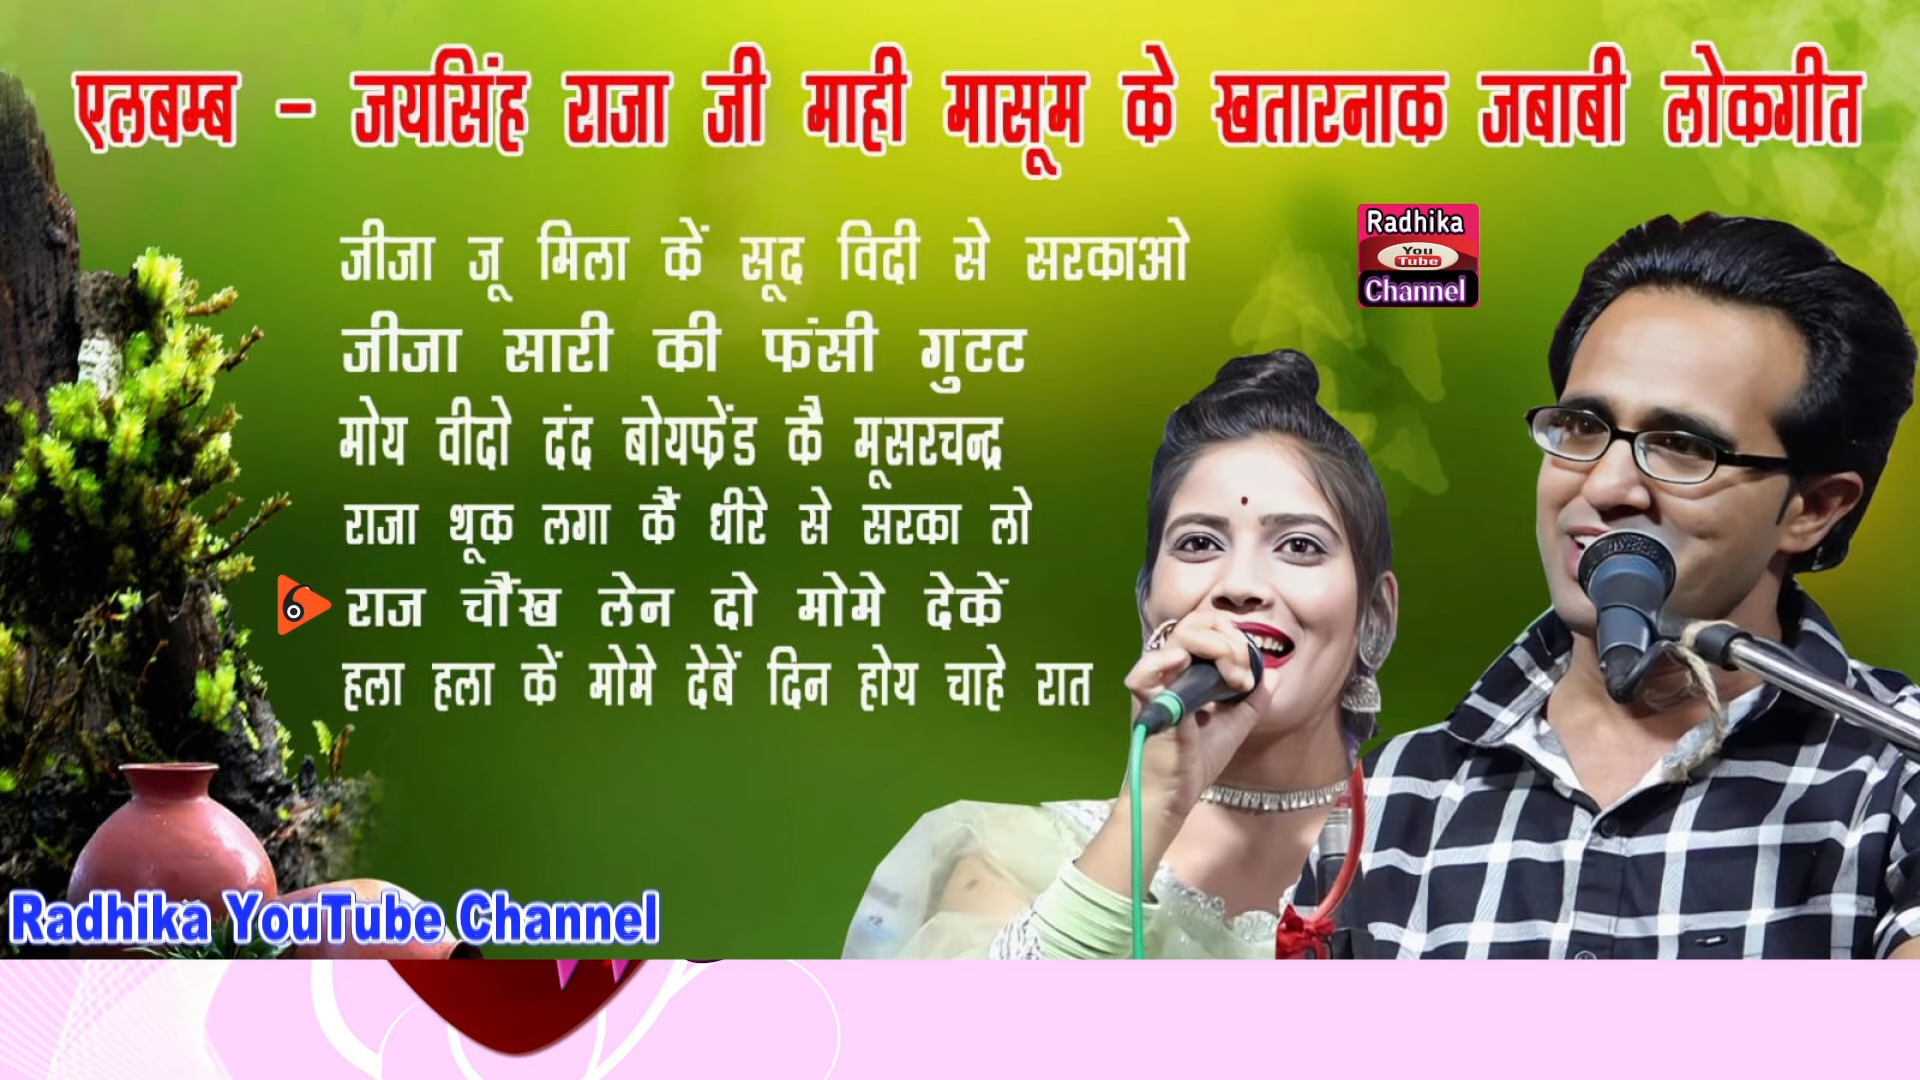 एलबम्ब - जयसिंह राजा जी माही मासूम के खतारनाक जबाबी लोकगीत
Radhika
You
Tube
Channel
जीजा जू मिला कें सूद विदी से सरकाओ
जीजा सारी की फंसी गुटट
मोय वीदो दंद बोयफ्रेंड कै मूसरचन्द्र
राजा थूक लगा कैं धीरे से सरका लो
6 राज चौंख लेन दो मोमे देकें
हला हला कें मोमे देबें दिन होय चाहे रात
Radhika YouTube Channel